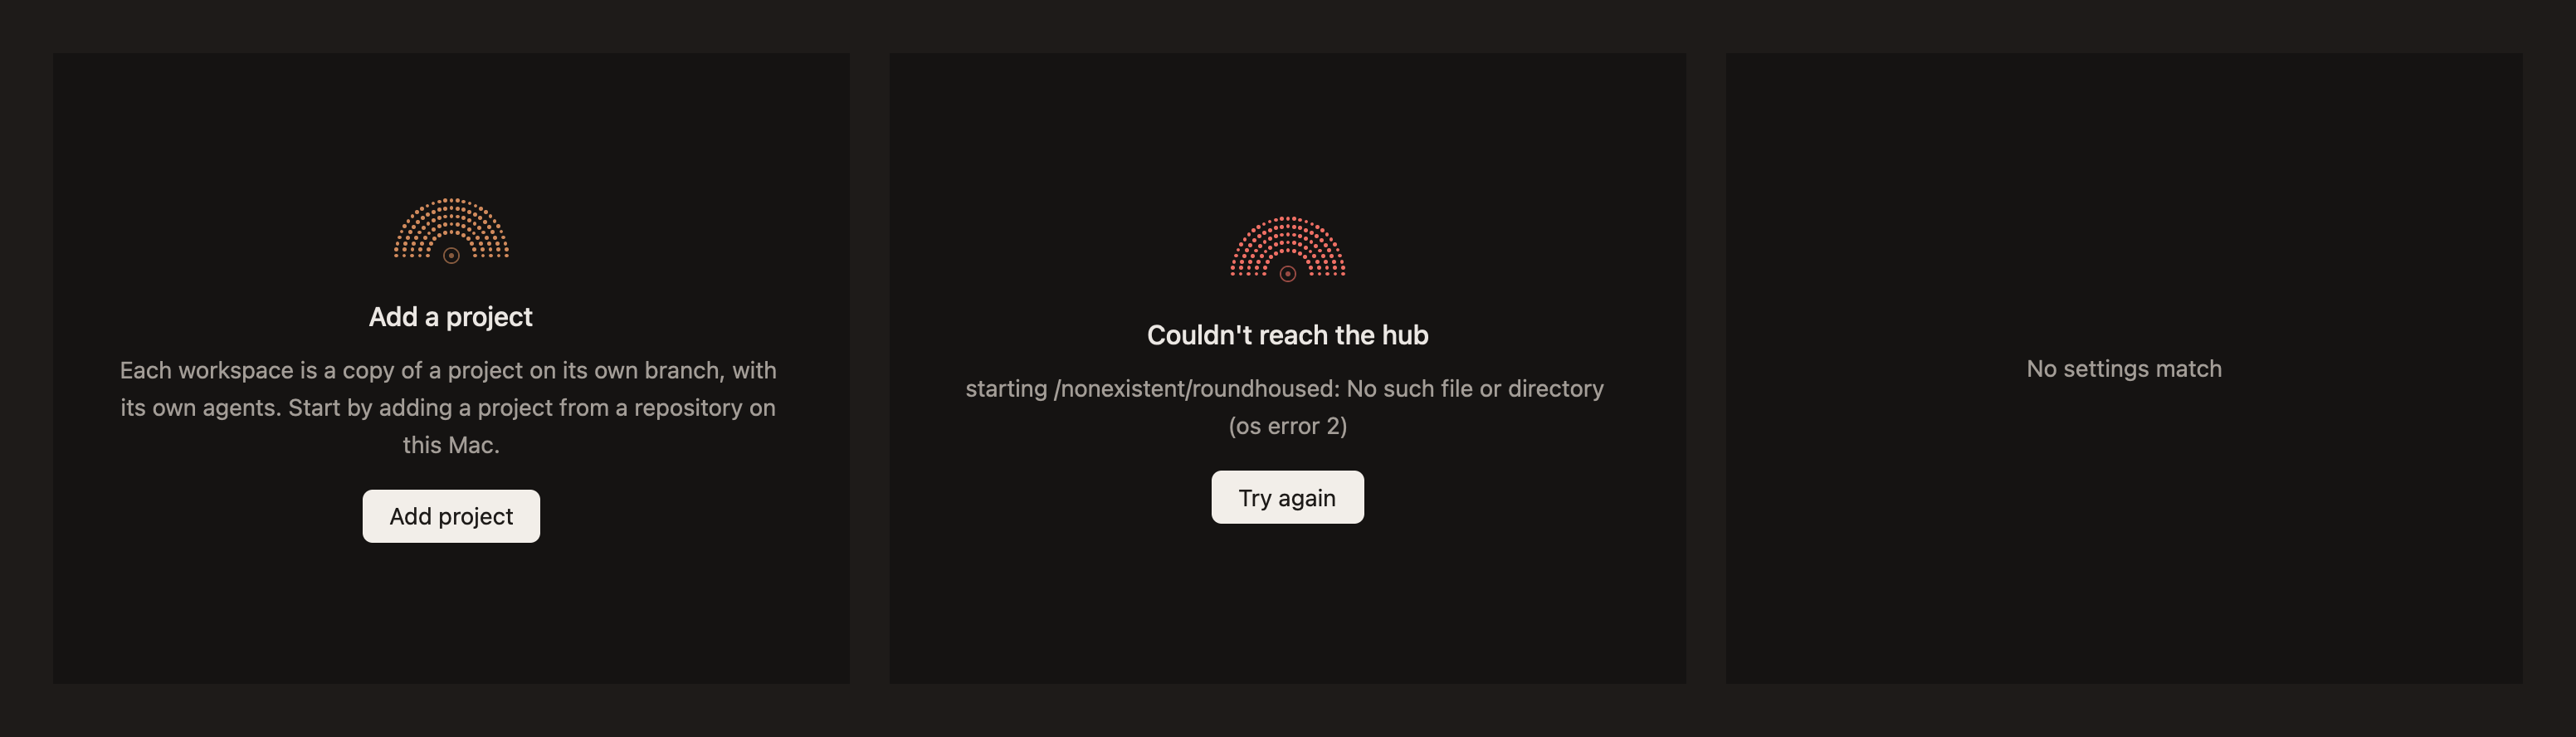 Add a project
Each workspace is a copy of a project on its own branch, with
its own agents. Start by adding a project from a repository on
this Mac.
Add project
Couldn't reach the hub
starting /nonexistent/roundhoused: No such file or directory
(os error 2)
Try again
No settings match